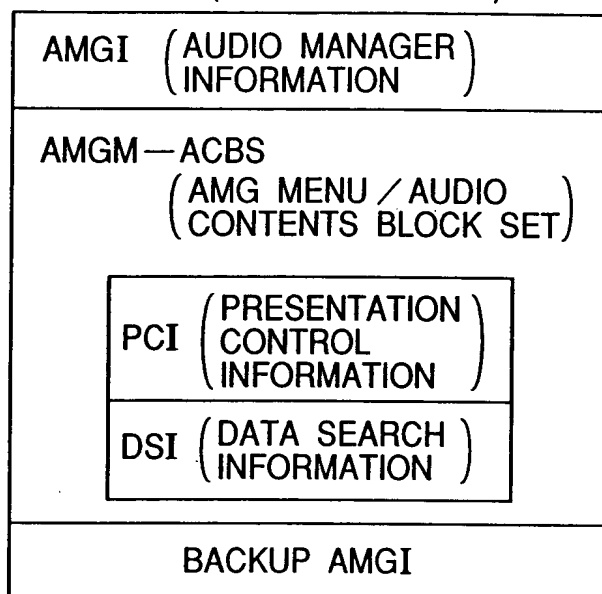 AMGI (AUDIO MANAGER
INFORMATION)
AMGM—ACBS
(AMG MENU/AUDIO
CONTENTS BLOCK SET)
PCI (PRESENTATION
CONTROL
INFORMATION)
DSI (DATA SEARCH
INFORMATION)
BACKUP AMGI